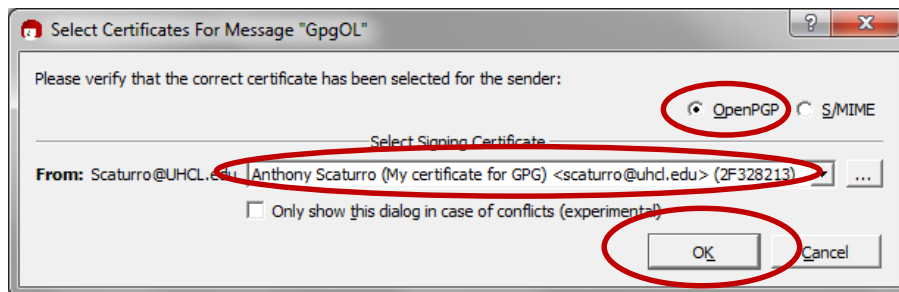 Select Certificates For Message "GpgOL"
Please verify that the correct certificate has been selected for the sender:
OpenPGP S/MIME
Select Signing Certificate
From: Scaturro@UHCL.edu Anthony Scaturro (My certificate for GPG) <scaturro@uhcl.edu> (2F328213) ...
Only show this dialog in case of conflicts (experimental)
OK Cancel